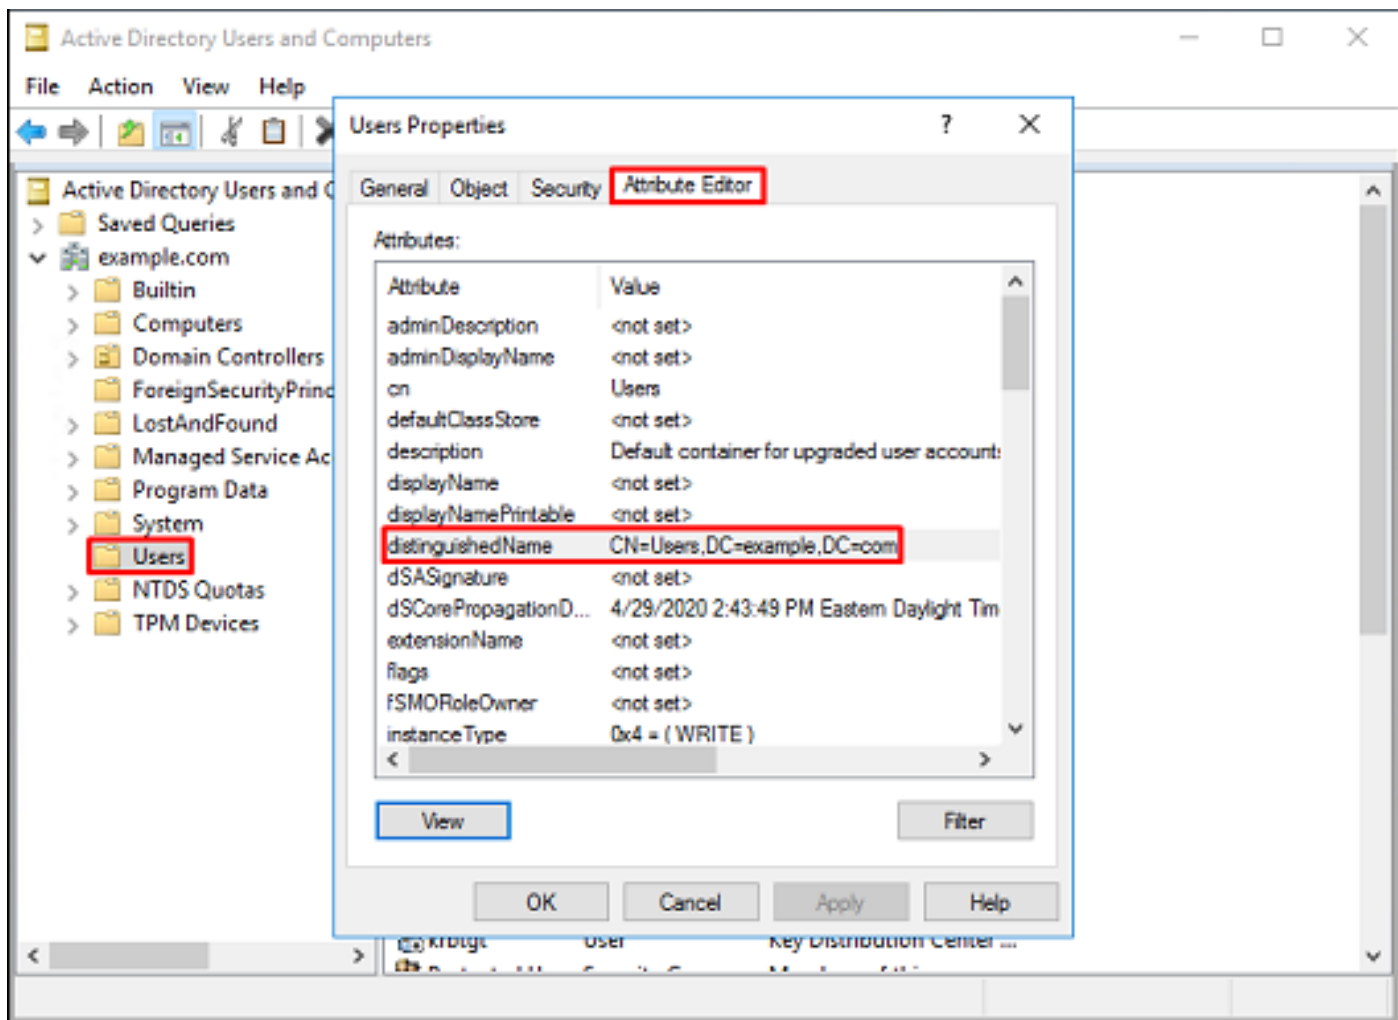 Active Directory Users and Computers
File Action View Help
Active Directory Users and C
Saved Queries
example.com
Builtin
Computers
Domain Controllers
ForeignSecurityPrinc
LostAndFound
Managed Service Ac
Program Data
System
Users
NTDS Quotas
TPM Devices
Users Properties ?
General Object Security Attribute Editor
Attributes:
Attribute Value
adminDescription <not set>
adminDisplayName <not set>
cn Users
defaultClassStore <not set>
description Default container for upgraded user accounts
displayName <not set>
displayNamePrintable <not set>
distinguishedName CN=Users,DC=example,DC=com
dSASignature <not set>
dSCorePropagationD... 4/29/2020 2:43:49 PM Eastern Daylight Tim
extensionName <not set>
flags <not set>
fSMORoleOwner <not set>
instanceType 0x4 = ( WRITE )
View Filter
OK Cancel Apply Help
krbtgt User Key Distribution Center ...